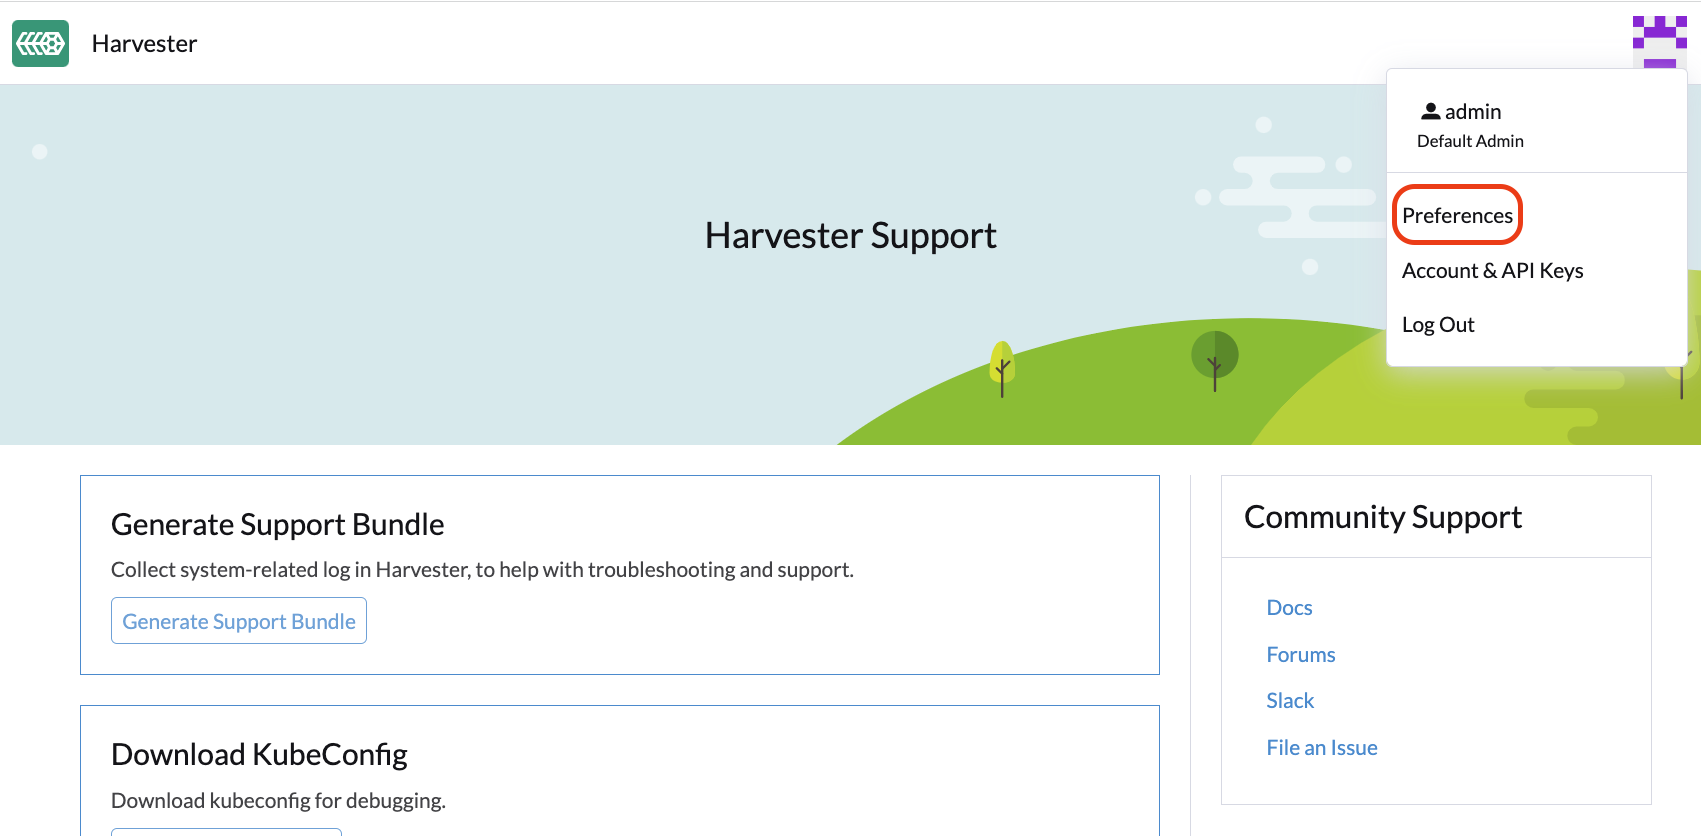 Harvester
admin
Default Admin
Preferences
Account & API Keys
Log Out
Harvester Support
Generate Support Bundle
Collect system-related log in Harvester, to help with troubleshooting and support.
Generate Support Bundle
Download KubeConfig
Download kubeconfig for debugging.
Community Support
Docs
Forums
Slack
File an Issue